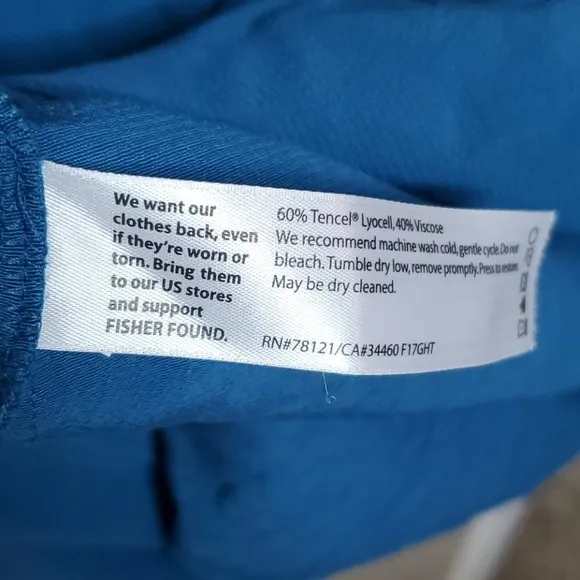 We want our
clothes back, even
if they're worn or
torn. Bring them
to our US stores
and support
FISHER FOUND.
60% Tencel® Lyocell, 40% Viscose
We recommend machine wash cold, gentle cycle. Do not
bleach. Tumble dry low, remove promptly. Press to restore.
May be dry cleaned.
RN#78121/CA#34460 F17GHT